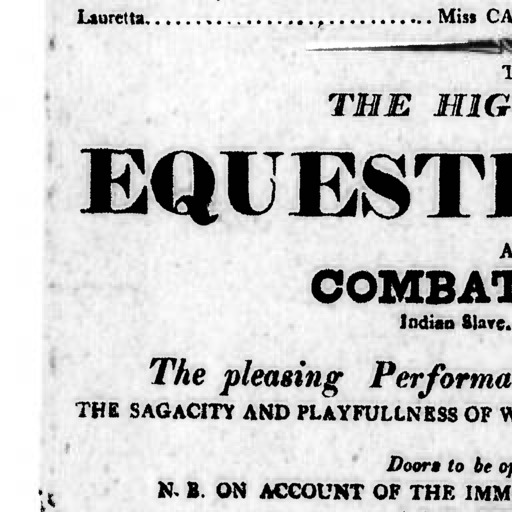 Lauretta............................... Miss CA
T
THE HIG
EQUESTR
A
COMBAT
Indian Slave.
The pleasing Performa
THE SAGACITY AND PLAYFULLNESS OF W
Doors to be op
N. B. ON ACCOUNT OF THE IMM